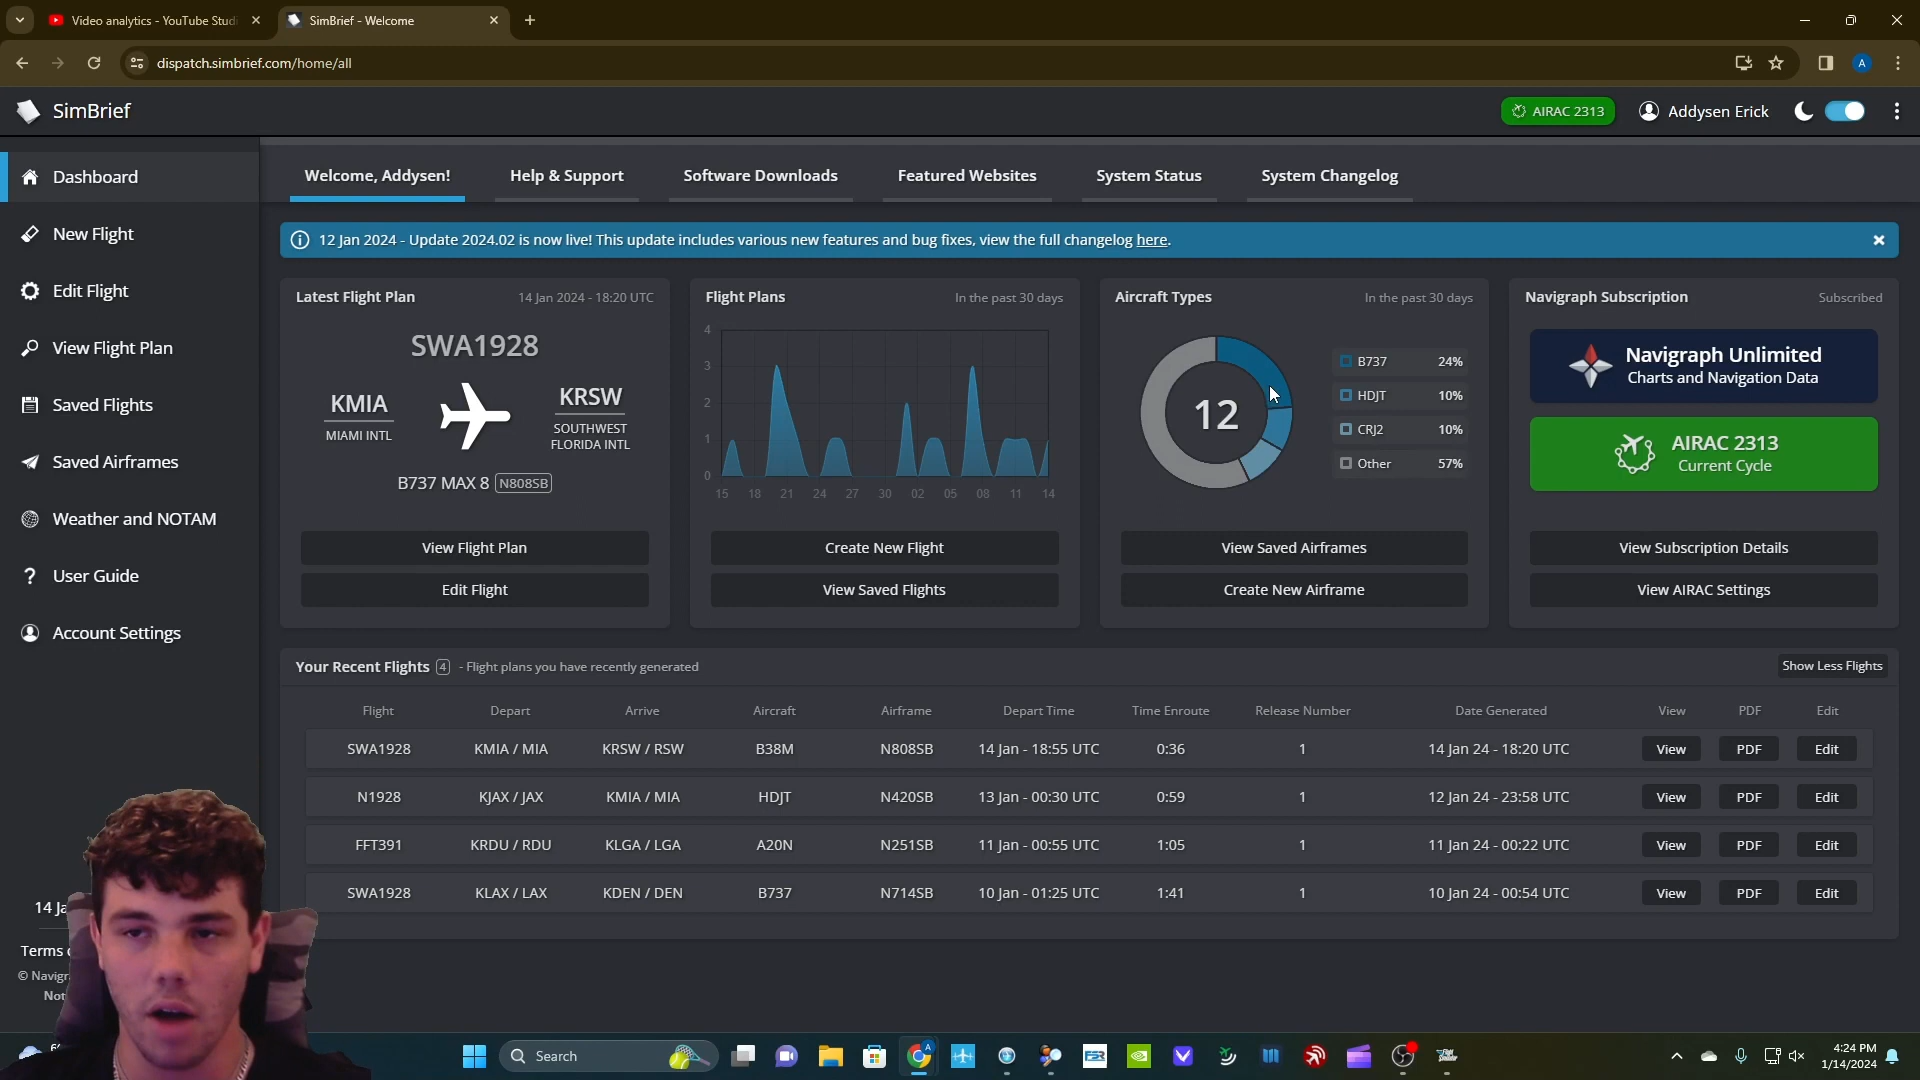 Video analytics - YouTube Stud
SimBrief - Welcome
dispatch.simbrief.com/home/all
A
SimBrief
AIRAC 2313
Addysen Erick
Dashboard
New Flight
Edit Flight
View Flight Plan
Saved Flights
Saved Airframes
Weather and NOTAM
User Guide
Account Settings
Welcome, Addysen!
Help & Support
Software Downloads
Featured Websites
System Status
System Changelog
12 Jan 2024 - Update 2024.02 is now live! This update includes various new features and bug fixes, view the full changelog here.
Latest Flight Plan
14 Jan 2024 - 18:20 UTC
SWA1928
KMIA
MIAMI INTL
KRSW
SOUTHWEST
FLORIDA INTL
B737 MAX 8 N808SB
View Flight Plan
Edit Flight
Flight Plans
In the past 30 days
4
3
2
1
0
15 18 21 24 27 30 02 05 08 11 14
Create New Flight
View Saved Flights
Aircraft Types
In the past 30 days
12
B737 24%
HDJT 10%
CRJ2 10%
Other 57%
View Saved Airframes
Create New Airframe
Navigraph Subscription
Subscribed
Navigraph Unlimited
Charts and Navigation Data
AIRAC 2313
Current Cycle
View Subscription Details
View AIRAC Settings
Your Recent Flights 4 - Flight plans you have recently generated
Show Less Flights
Flight Depart Arrive Aircraft Airframe Depart Time Time Enroute Release Number Date Generated View PDF Edit
SWA1928 KMIA / MIA KRSW / RSW B38M N808SB 14 Jan - 18:55 UTC 0:36 1 14 Jan 24 - 18:20 UTC View PDF Edit
N1928 KJAX / JAX KMIA / MIA HDJT N420SB 13 Jan - 00:30 UTC 0:59 1 12 Jan 24 - 23:58 UTC View PDF Edit
FFT391 KRDU / RDU KLGA / LGA A20N N251SB 11 Jan - 00:55 UTC 1:05 1 11 Jan 24 - 00:22 UTC View PDF Edit
SWA1928 KLAX / LAX KDEN / DEN B737 N714SB 10 Jan - 01:25 UTC 1:41 1 10 Jan 24 - 00:54 UTC View PDF Edit
14 Ja
Terms
© Navigr
Not
Search
A
FSR
4:24 PM
1/14/2024